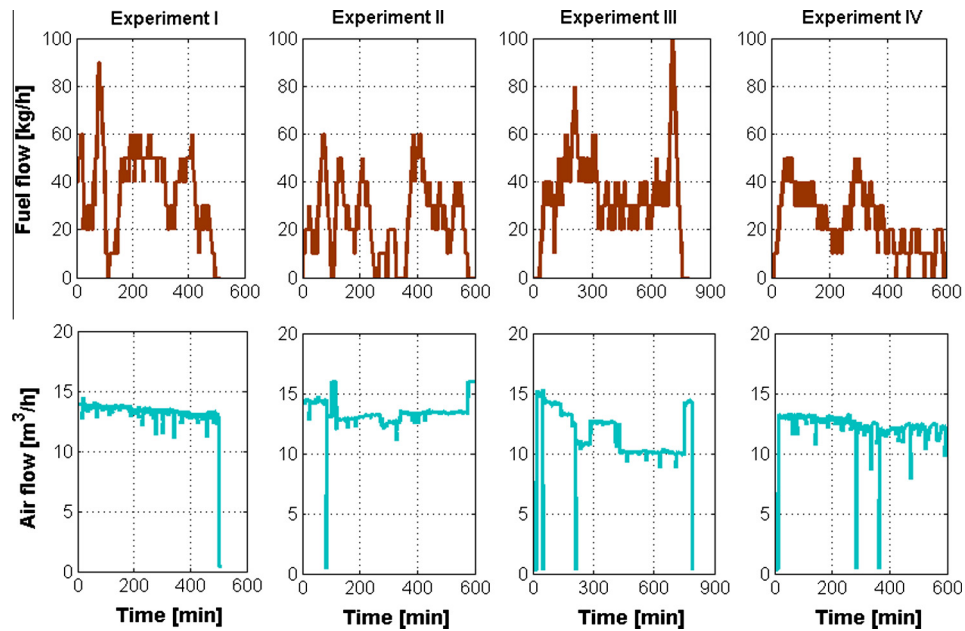 Experiment I Experiment II Experiment III Experiment IV
Fuel flow [kg/h]
100 100 100 100
80 80 80 80
60 60 60 60
40 40 40 40
20 20 20 20
0 0 0 0
0 200 400 600 0 200 400 600 0 300 600 900 0 200 400 600
Air flow [m³/h]
20 20 20 20
15 15 15 15
10 10 10 10
5 5 5 5
0 0 0 0
0 200 400 600 0 200 400 600 0 300 600 900 0 200 400 600
Time [min] Time [min] Time [min] Time [min]